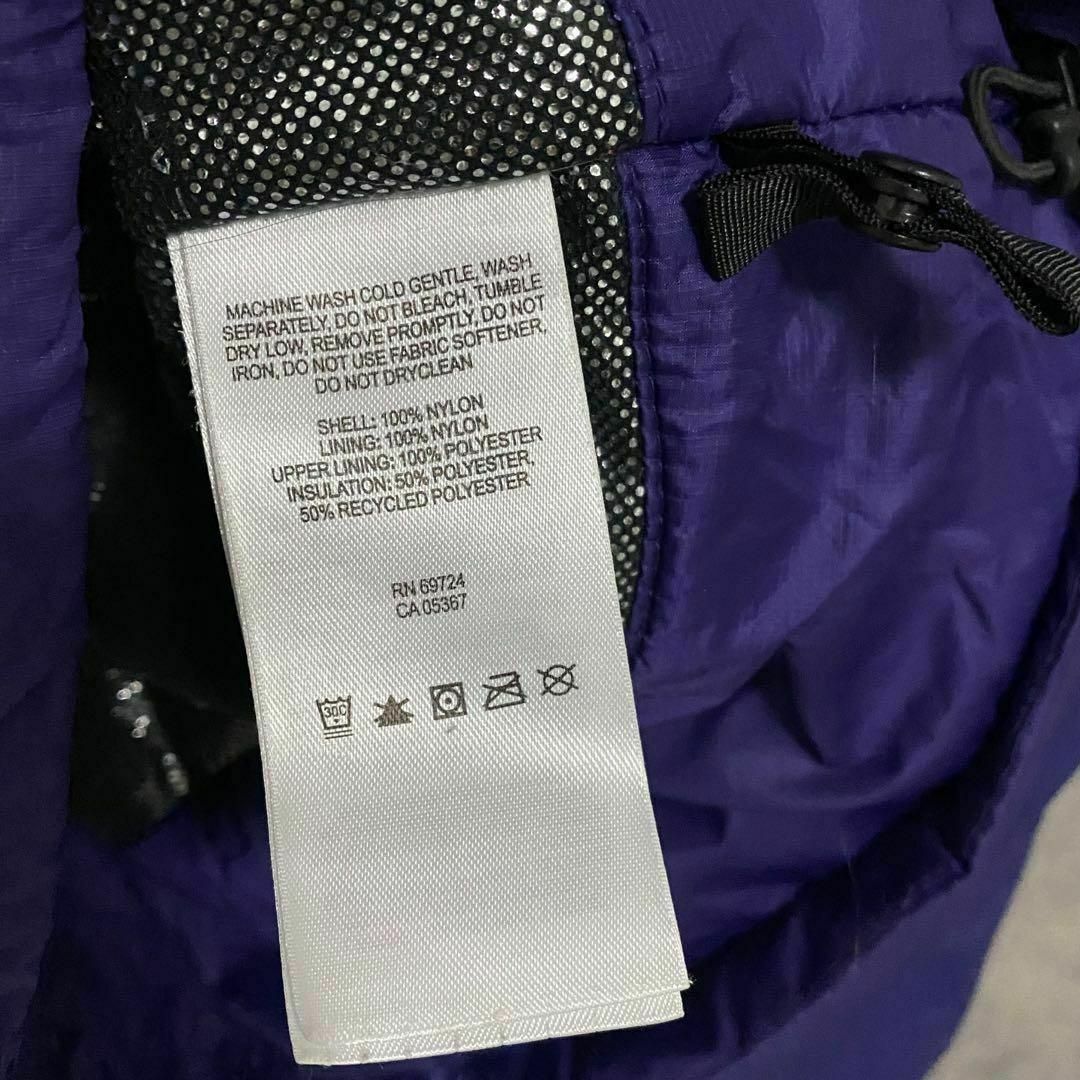 MACHINE WASH COLD GENTLE, WASH
SEPARATELY, DO NOT BLEACH, TUMBLE
DRY LOW, REMOVE PROMPTLY, DO NOT
IRON, DO NOT USE FABRIC SOFTENER,
DO NOT DRYCLEAN
SHELL: 100% NYLON
LINING: 100% NYLON
UPPER LINING: 100% POLYESTER
INSULATION: 50% POLYESTER,
50% RECYCLED POLYESTER
RN 69724
CA 05367
30C